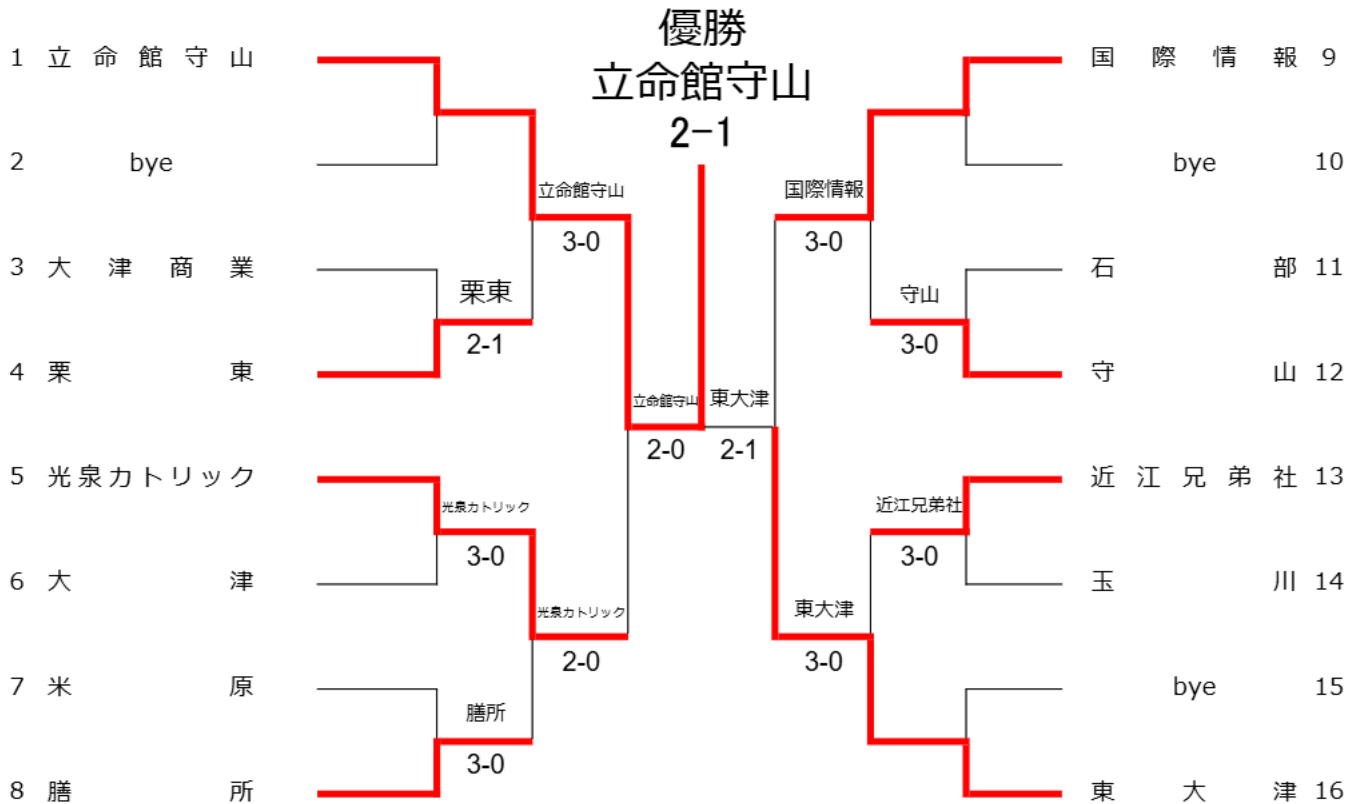 優勝
立命館守山
2-1
1 立命館守山
2 bye
3 大津商業
4 栗東
5 光泉カトリック
6 大津
7 米原
8 膳所
栗東
2-1
光泉カトリック
3-0
膳所
3-0
立命館守山
3-0
光泉カトリック
2-0
立命館守山
2-0
東大津
2-1
国際情報
3-0
東大津
3-0
守山
3-0
近江兄弟社
3-0
国際情報 9
bye 10
石部 11
守山 12
近江兄弟社 13
玉川 14
bye 15
東大津 16